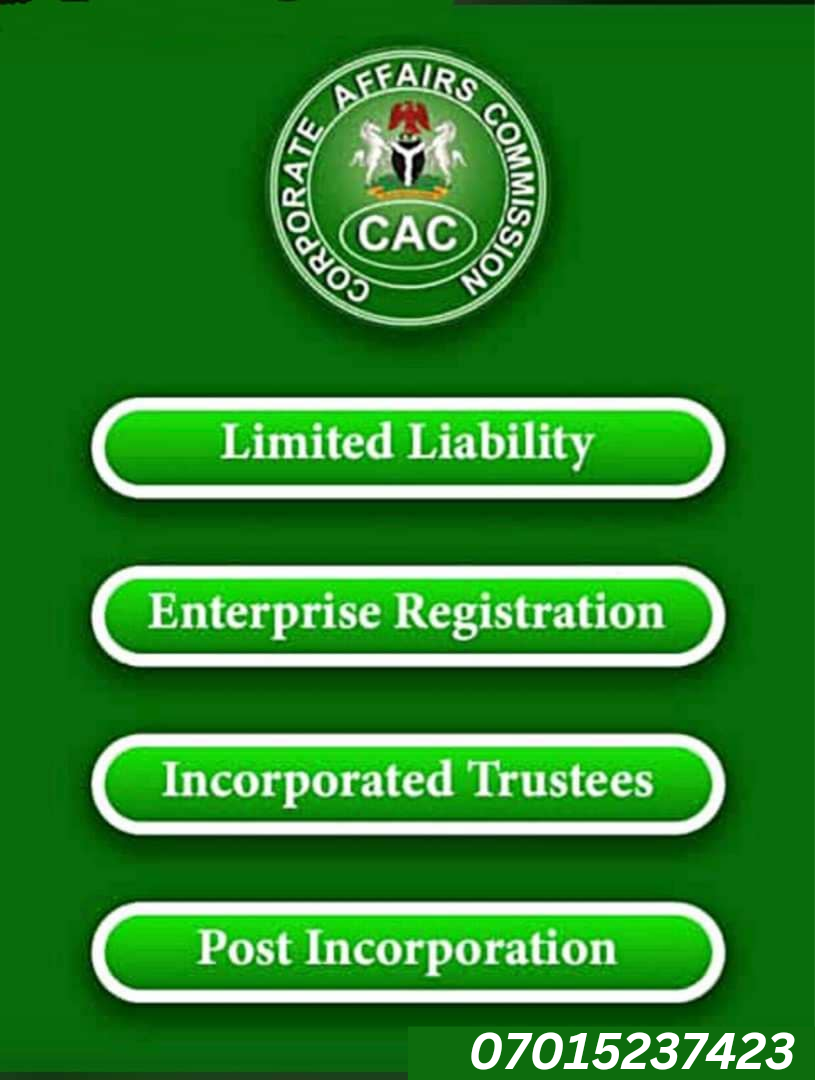 CORPORATE AFFAIRS COMMISSION
CAC
Limited Liability
Enterprise Registration
Incorporated Trustees
Post Incorporation
07015237423